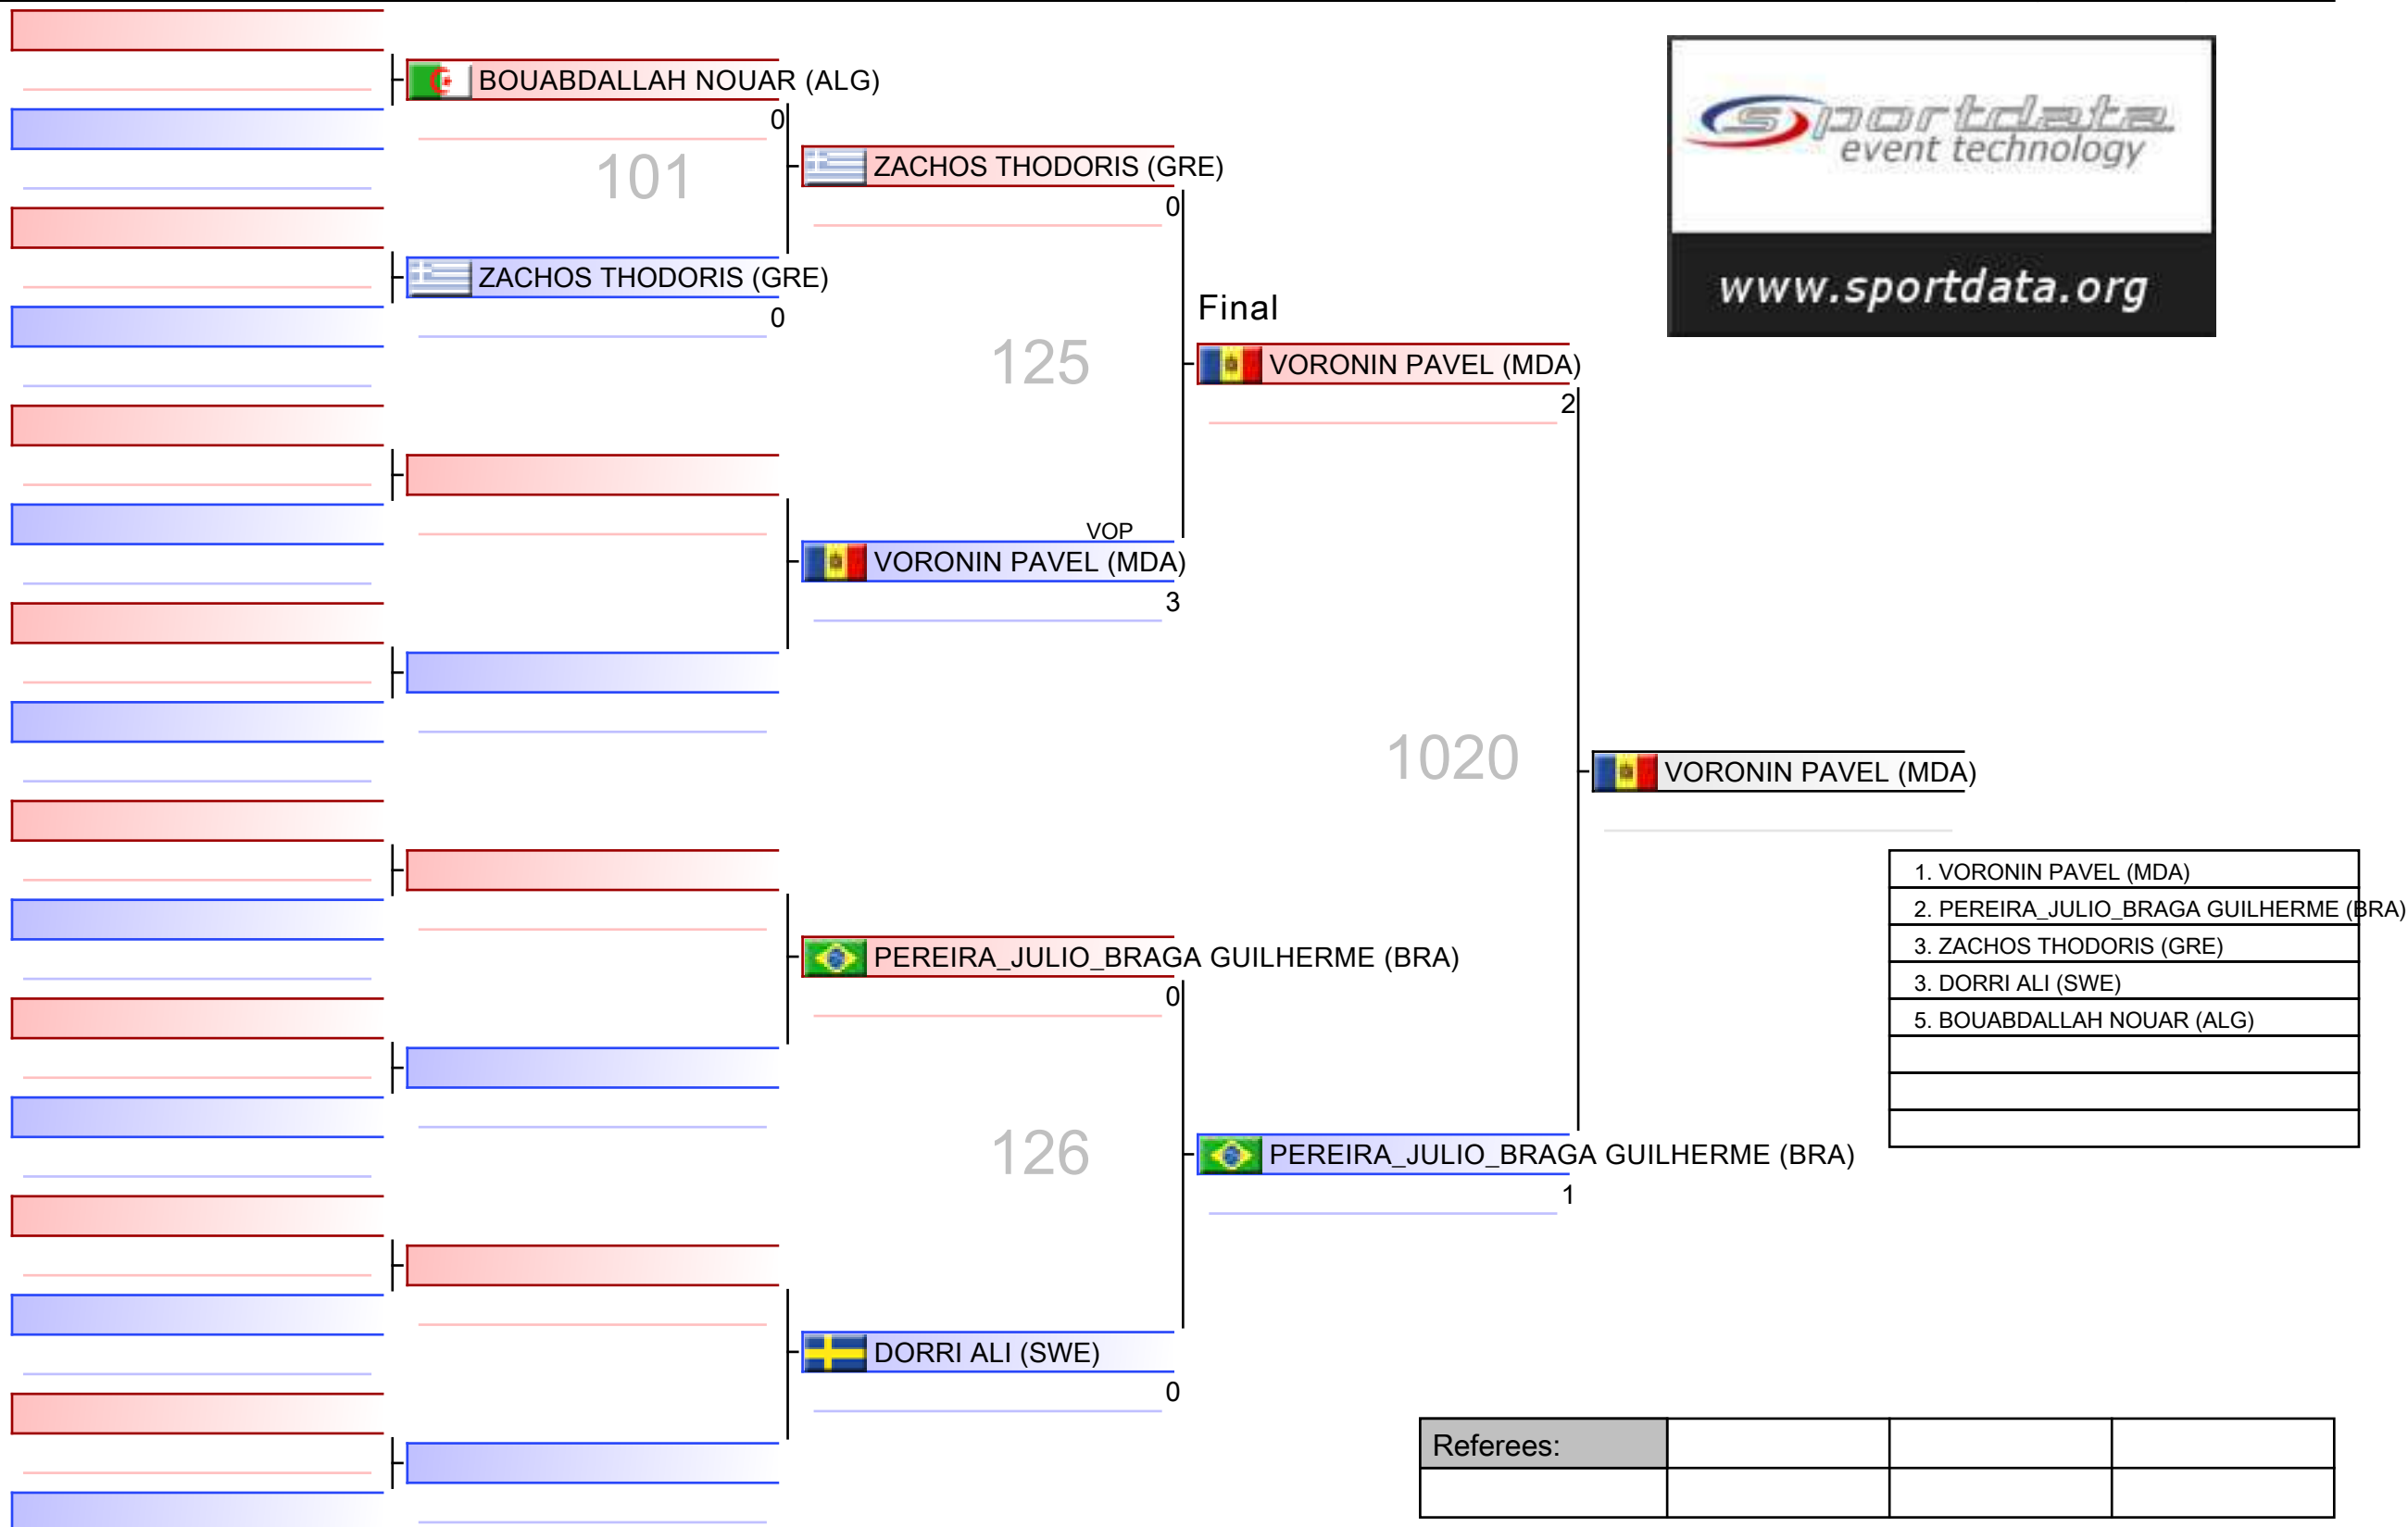 BOUABDALLAH NOUAR (ALG)
0
101
ZACHOS THODORIS (GRE)
0
ZACHOS THODORIS (GRE)
0
125
VOP
VORONIN PAVEL (MDA)
3
Final
VORONIN PAVEL (MDA)
2
1020
VORONIN PAVEL (MDA)
PEREIRA_JULIO_BRAGA GUILHERME (BRA)
0
126
DORRI ALI (SWE)
0
PEREIRA_JULIO_BRAGA GUILHERME (BRA)
1
sportdata
event technology
www.sportdata.org
1. VORONIN PAVEL (MDA)
2. PEREIRA_JULIO_BRAGA GUILHERME (BRA)
3. ZACHOS THODORIS (GRE)
3. DORRI ALI (SWE)
5. BOUABDALLAH NOUAR (ALG)
Referees: